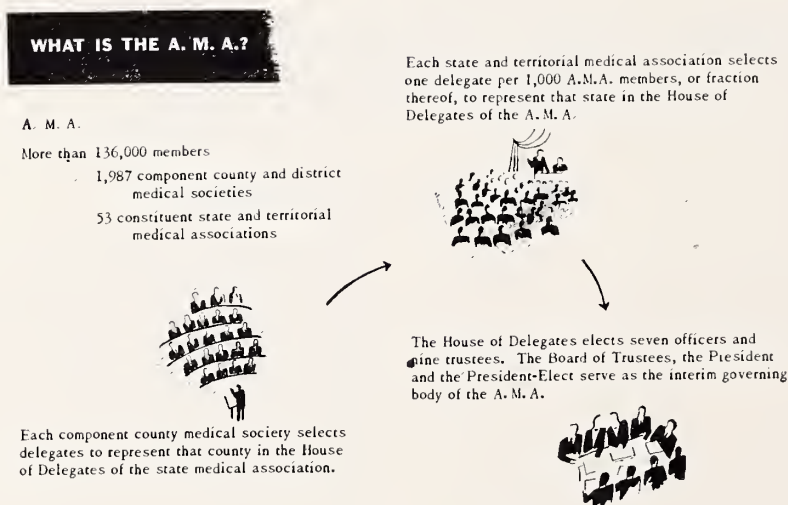 WHAT IS THE A. M. A.?
A. M. A.
More than 136,000 members
1,987 component county and district
medical societies
53 constituent state and territorial
medical associations
Each component county medical society selects
delegates to represent that county in the House
of Delegates of the state medical association.
Each state and territorial medical association selects
one delegate per 1,000 A.M.A. members, or fraction
thereof, to represent that state in the House of
Delegates of the A. M. A.
The House of Delegates elects seven officers and
nine trustees. The Board of Trustees, the President
and the President-Elect serve as the interim governing
body of the A. M. A.